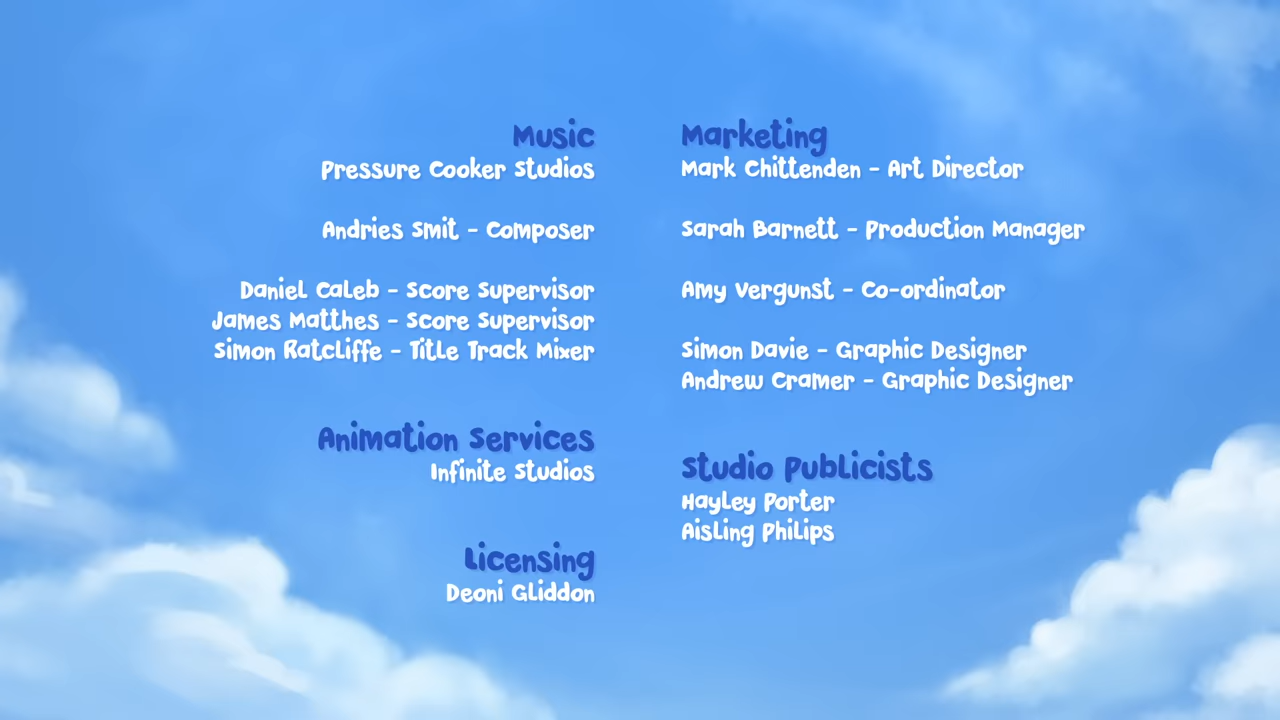 Music
Pressure Cooker Studios
Andries Smit - Composer
Daniel Caleb - Score Supervisor
James Matthes - Score Supervisor
Simon Ratcliffe - Title Track Mixer
Animation Services
Infinite Studios
Licensing
Deoni Gliddon
Marketing
Mark Chittenden - Art Director
Sarah Barnett - Production Manager
Amy Vergunst - Co-ordinator
Simon Davie - Graphic Designer
Andrew Cramer - Graphic Designer
Studio Publicists
Hayley Porter
Aisling Philips